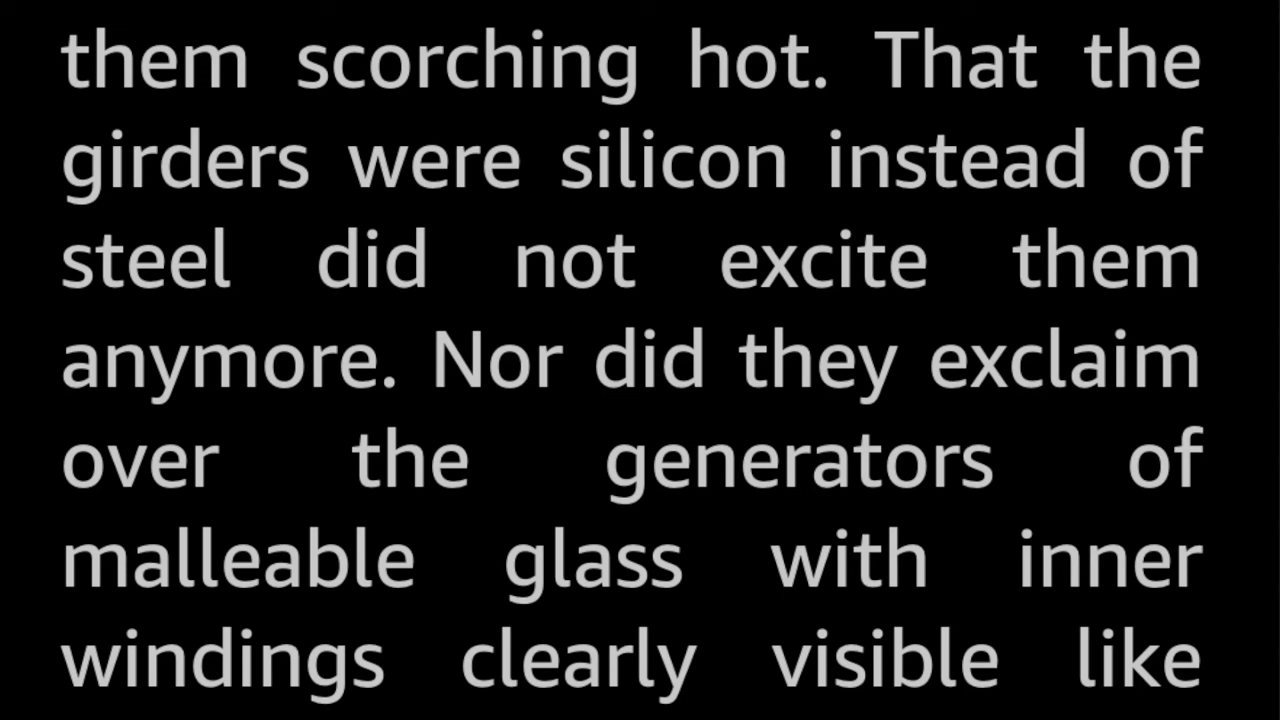 them scorching hot. That the
girders were silicon instead of
steel did not excite them
anymore. Nor did they exclaim
over the generators of
malleable glass with inner
windings clearly visible like